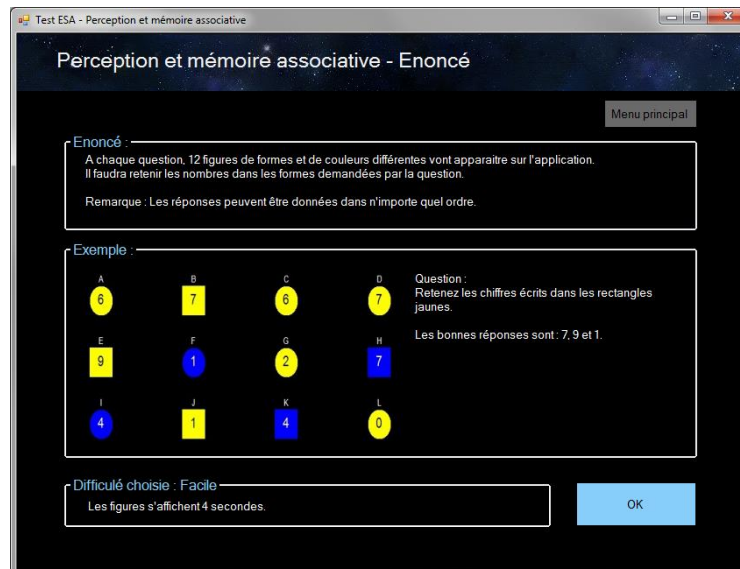 Test ESA - Perception et mémoire associative
Perception et mémoire associative - Enoncé
Menu principal
Enoncé :
A chaque question, 12 figures de formes et de couleurs différentes vont apparaitre sur l'application.
Il faudra retenir les nombres dans les formes demandées par la question.
Remarque : Les réponses peuvent être données dans n'importe quel ordre.
Exemple :
A B C D
6 7 6 7
E F G H
9 1 2 7
I J K L
4 1 4 0
Question :
Retenez les chiffres écrits dans les rectangles
jaunes.
Les bonnes réponses sont : 7, 9 et 1.
Difficulé choisie : Facile
Les figures s'affichent 4 secondes.
OK